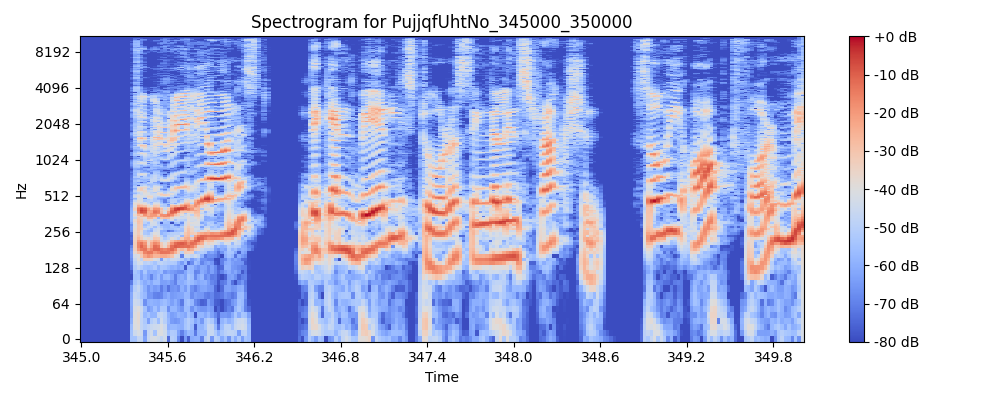 Spectrogram for PujjqfUhtNo_345000_350000
Hz
8192
4096
2048
1024
512
256
128
64
0
345.0 345.6 346.2 346.8 347.4 348.0 348.6 349.2 349.8
Time
+0 dB
-10 dB
-20 dB
-30 dB
-40 dB
-50 dB
-60 dB
-70 dB
-80 dB